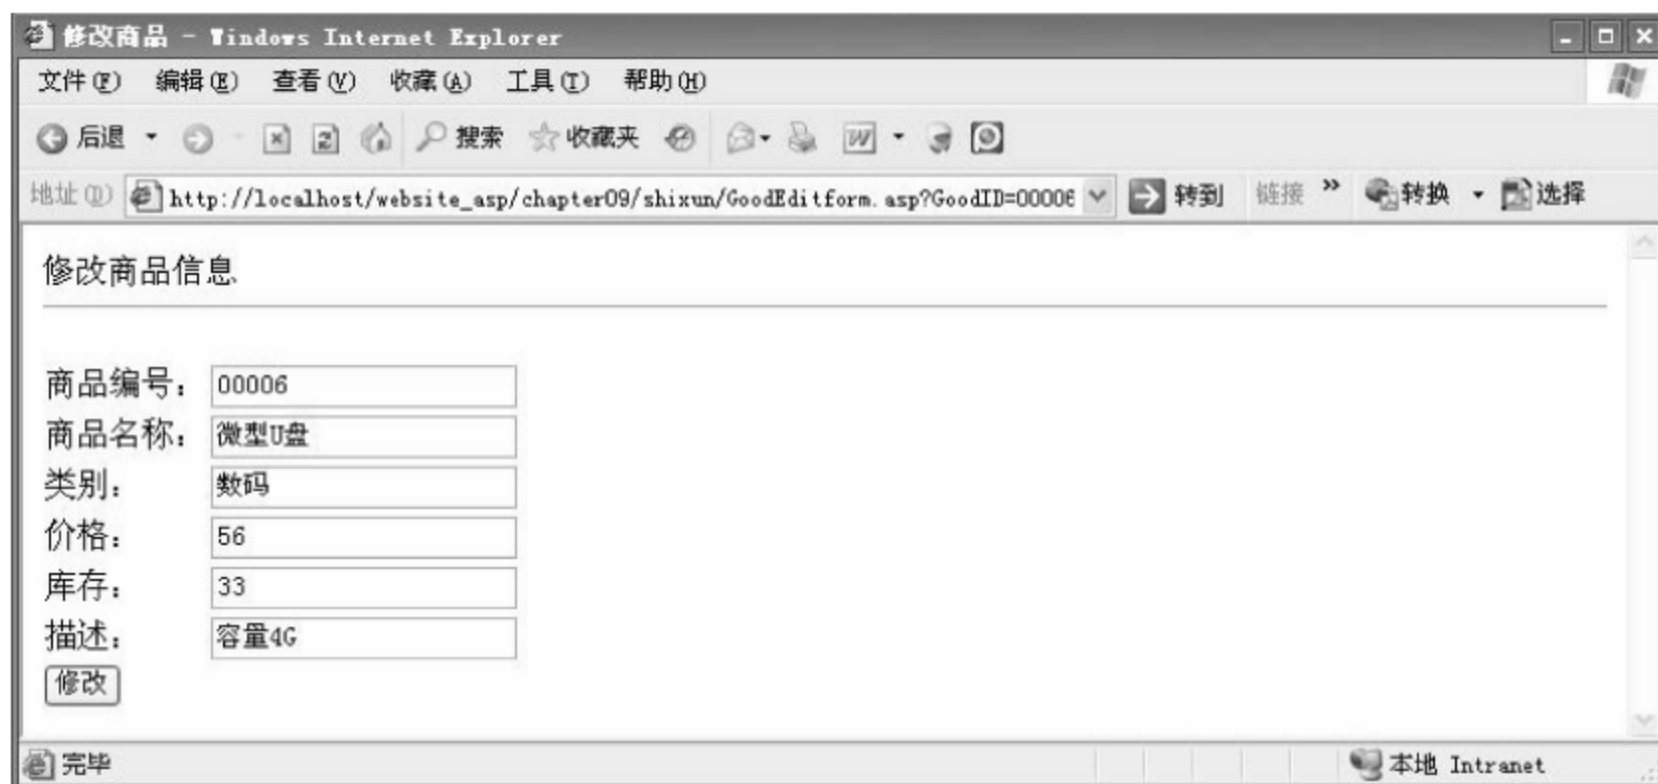 修改商品 - Windows Internet Explorer
文件(F) 编辑(E) 查看(V) 收藏(A) 工具(T) 帮助(H)
后退 搜索 收藏夹 W
地址(D) http://localhost/website_asp/chapter09/shixun/GoodEditform.asp?GoodID=00006 转到 链接 » 转换 选择
修改商品信息
商品编号: 00006
商品名称: 微型U盘
类别: 数码
价格: 56
库存: 33
描述: 容量4G
修改
完毕 本地 Intranet